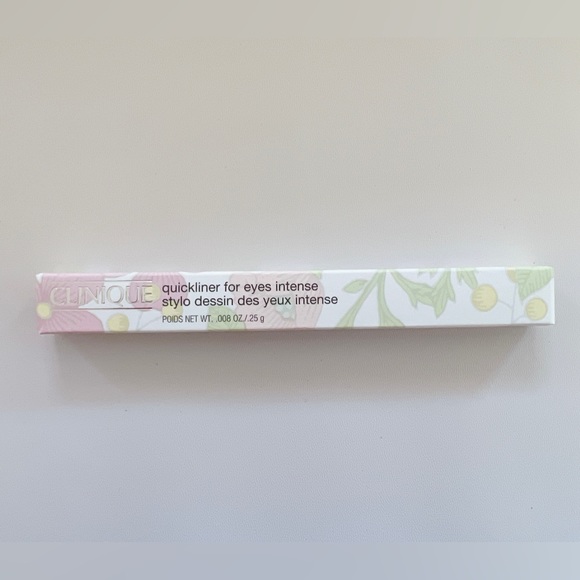 CLINIQUE
quickliner for eyes intense
stylo dessin des yeux intense
POIDS NET WT. .008 OZ./.25 g